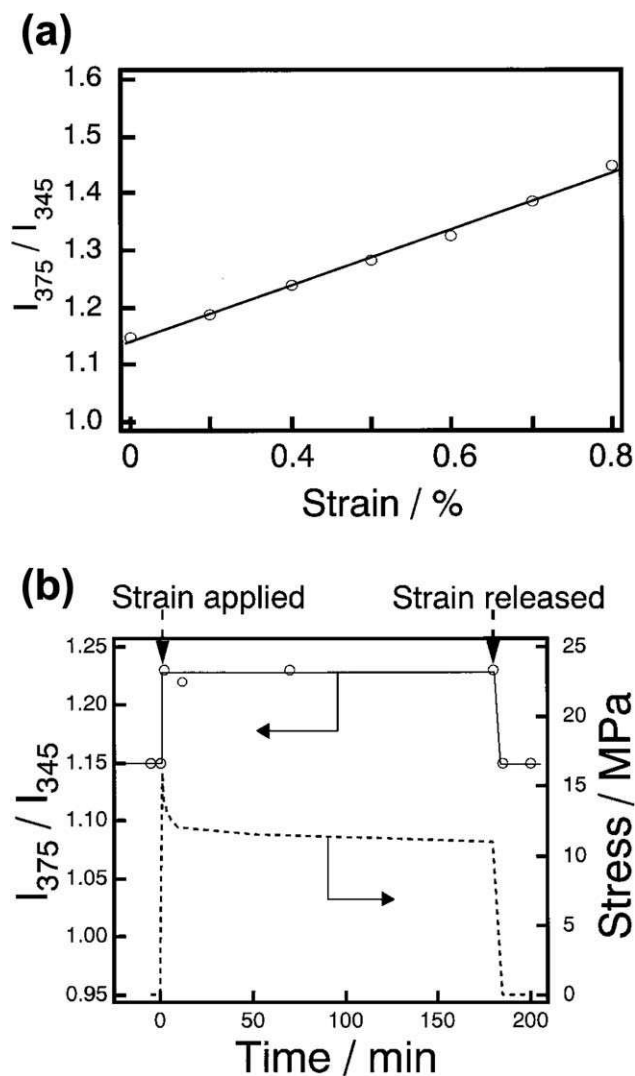 (a)
1.6
1.5
1.4
1.3
1.2
1.1
1.0
I375 / I345
0 0.4 0.6 0.8
Strain / %
(b)
Strain applied Strain released
1.25
1.20
1.15
1.10
1.05
1.00
0.95
I375 / I345
25
20
15
10
5
0
Stress / MPa
0 50 100 150 200
Time / min